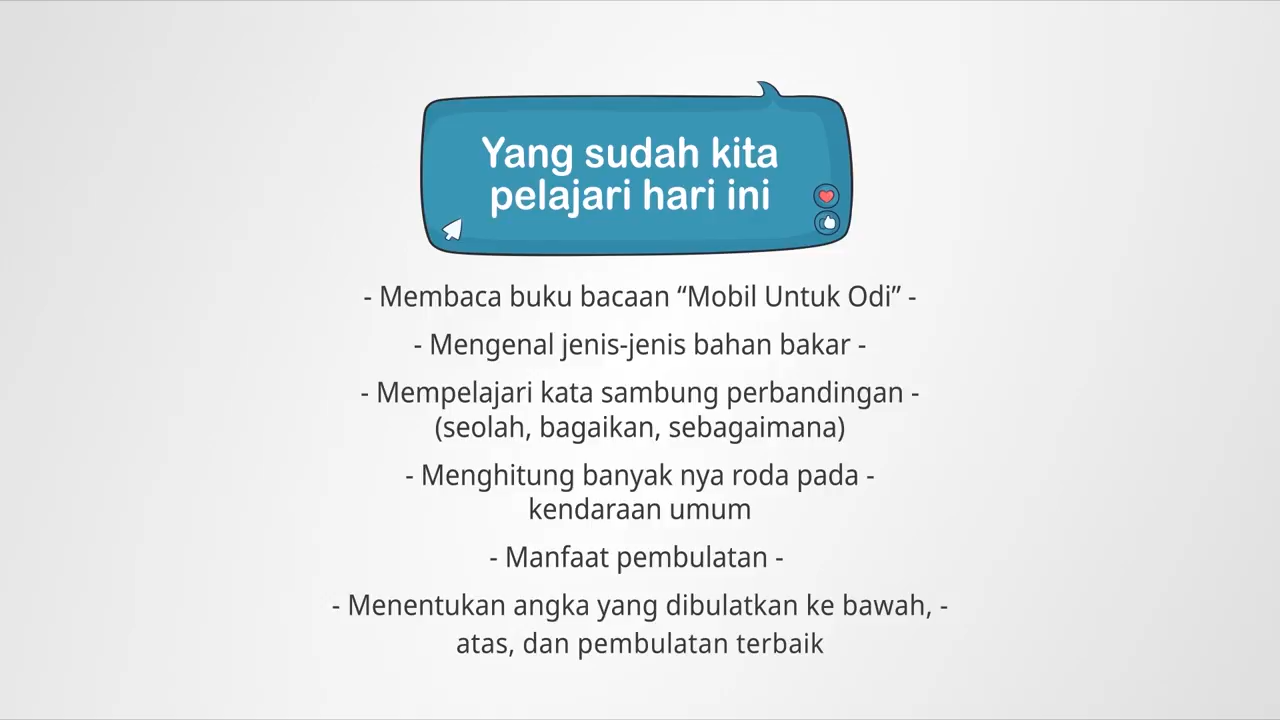 Yang sudah kita
pelajari hari ini
- Membaca buku bacaan “Mobil Untuk Odi” -
- Mengenal jenis-jenis bahan bakar -
- Mempelajari kata sambung perbandingan -
(seolah, bagaikan, sebagaimana)
- Menghitung banyak nya roda pada -
kendaraan umum
- Manfaat pembulatan -
- Menentukan angka yang dibulatkan ke bawah, -
atas, dan pembulatan terbaik